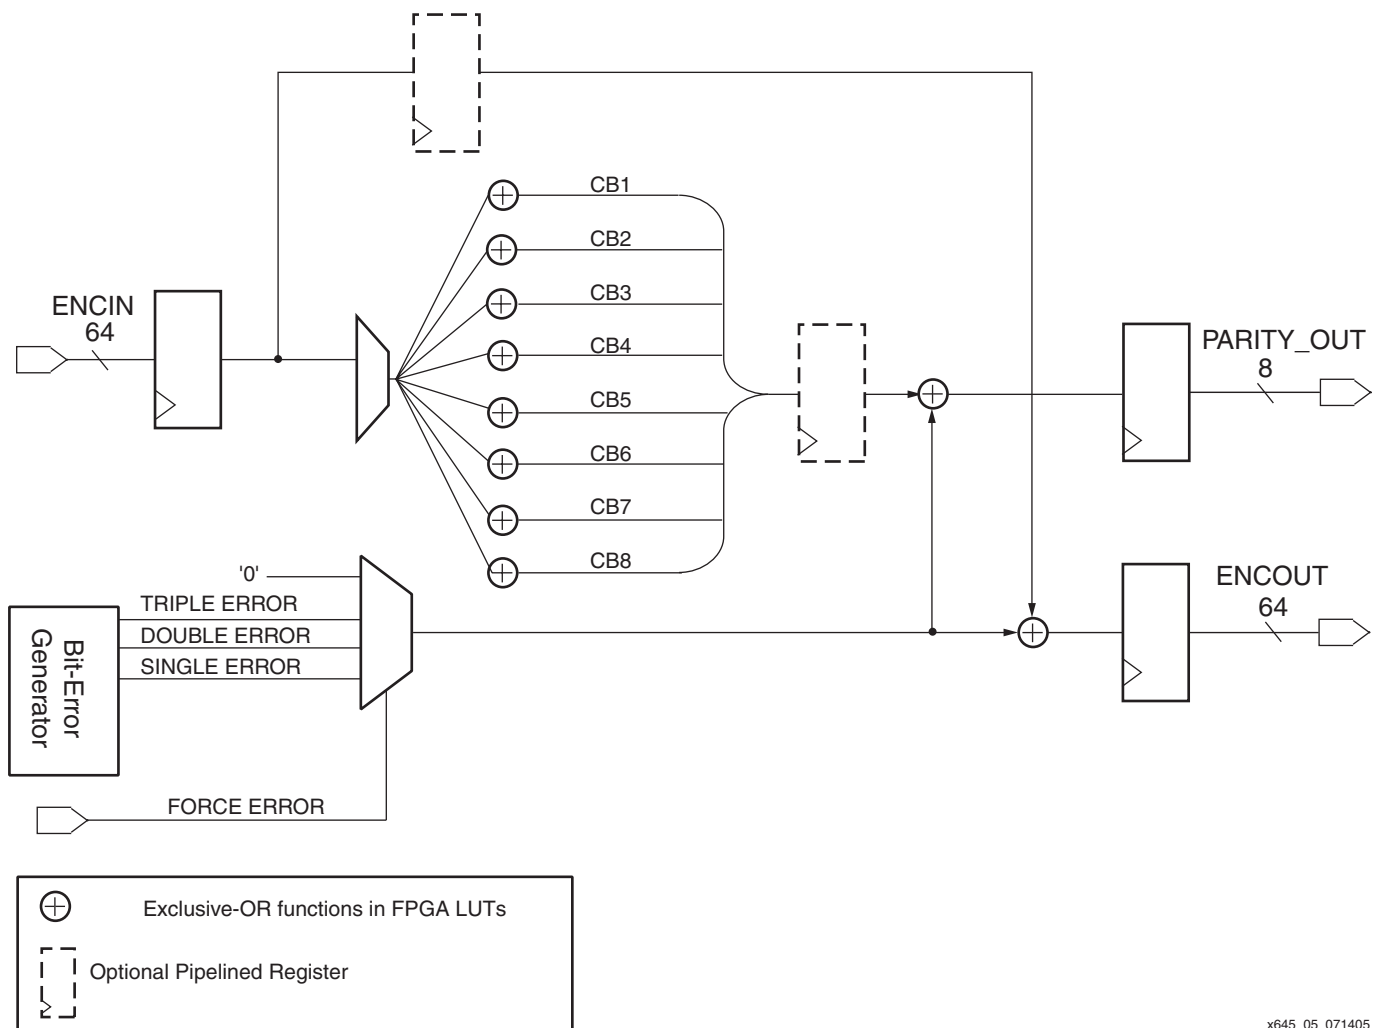 CB1
CB2
ENCIN
64
CB3
CB4
CB5
CB6
CB7
CB8
PARITY_OUT
8
'0'
TRIPLE ERROR
DOUBLE ERROR
SINGLE ERROR
Bit-Error
Generator
FORCE ERROR
ENCOUT
64
Exclusive-OR functions in FPGA LUTs
Optional Pipelined Register
x645_05_071405